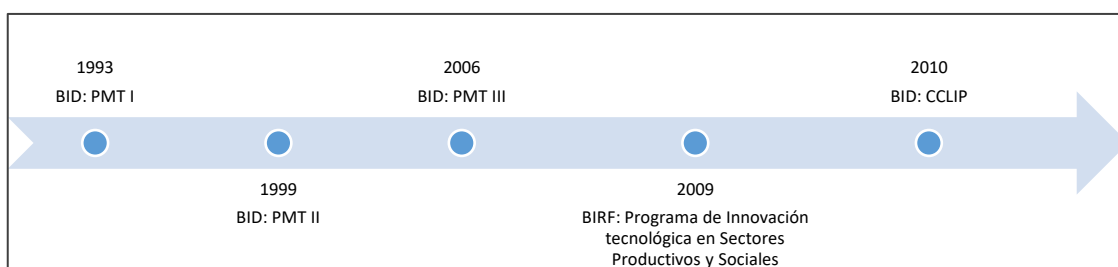 1993
BID: PMT I
1999
BID: PMT II
2006
BID: PMT III
2009
BIRF: Programa de Innovación
tecnológica en Sectores
Productivos y Sociales
2010
BID: CCLIP